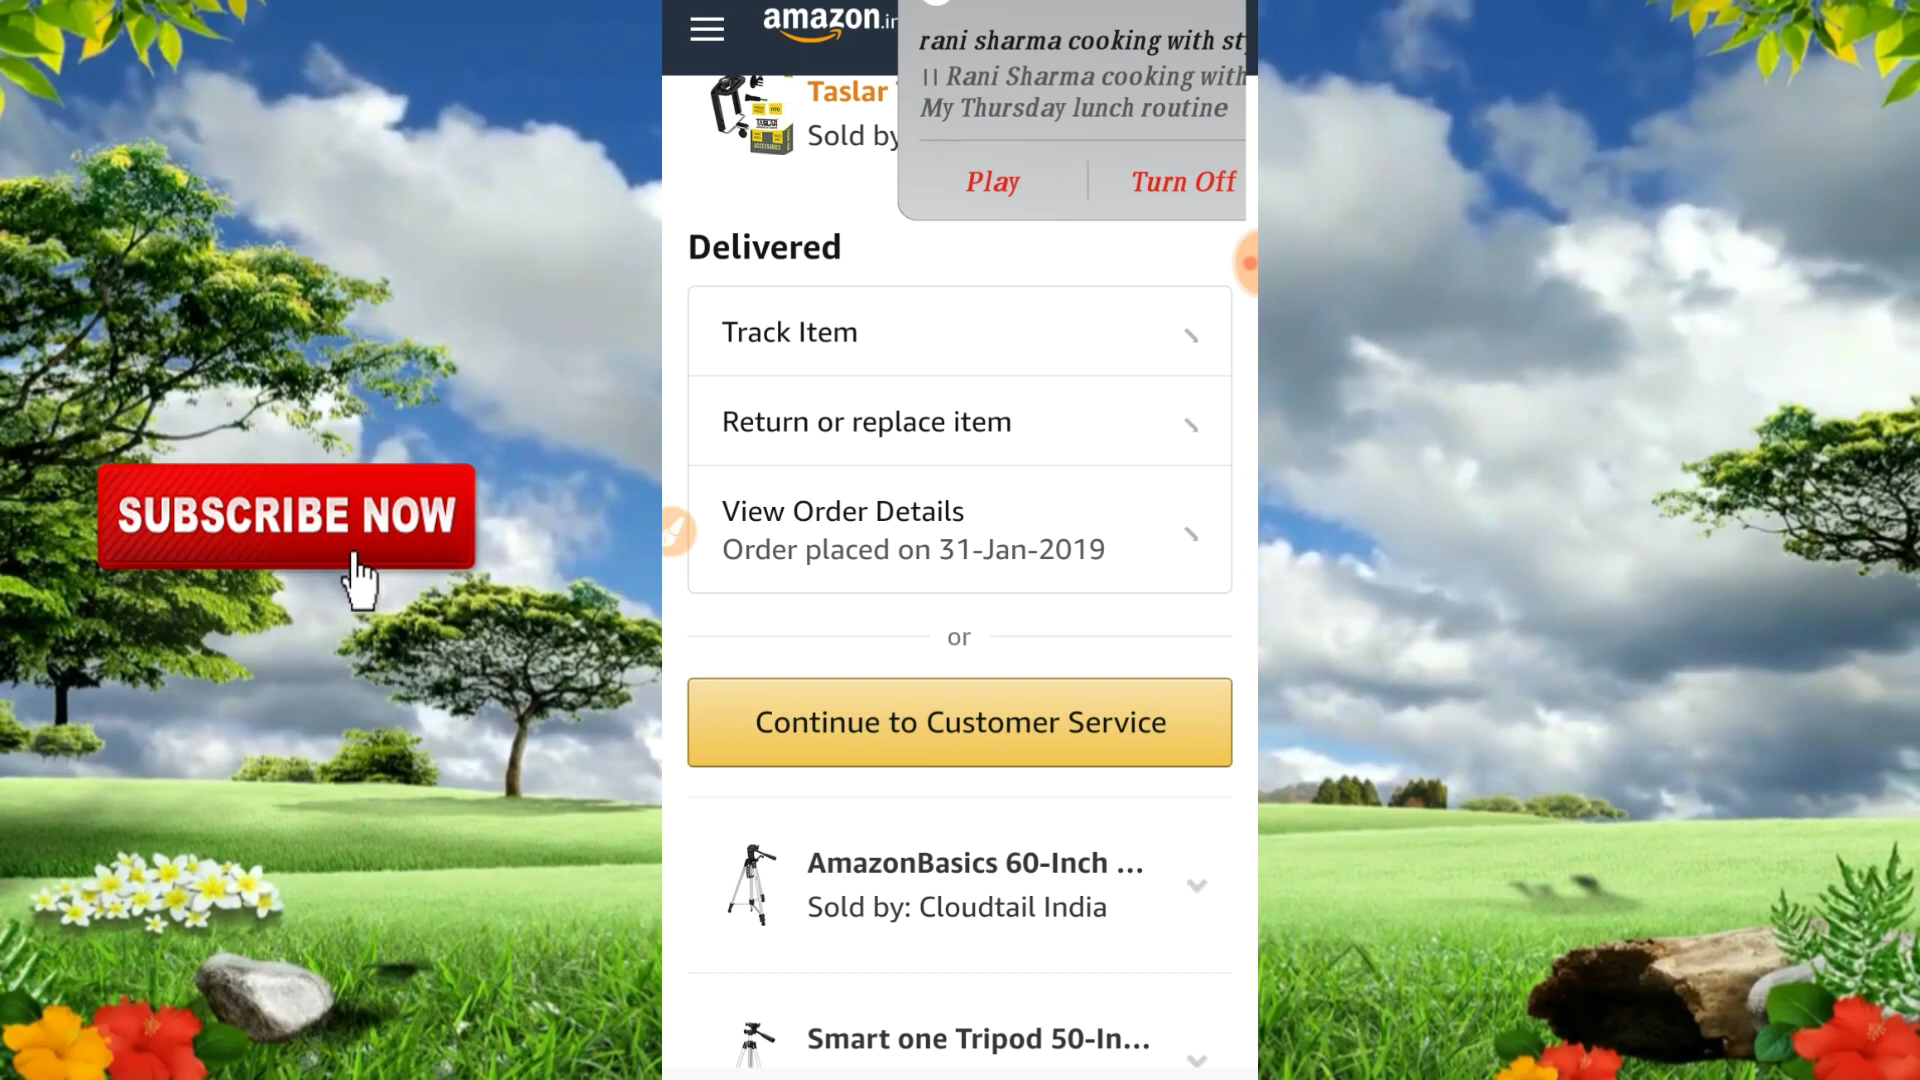 amazon.in
rani sharma cooking with st
|| Rani Sharma cooking with
My Thursday lunch routine
Play
Turn Off
Taslar
Sold by
TASLAR
ACCESSORIES
Delivered
Track Item
Return or replace item
View Order Details
Order placed on 31-Jan-2019
or
Continue to Customer Service
AmazonBasics 60-Inch ...
Sold by: Cloudtail India
Smart one Tripod 50-In...
SUBSCRIBE NOW